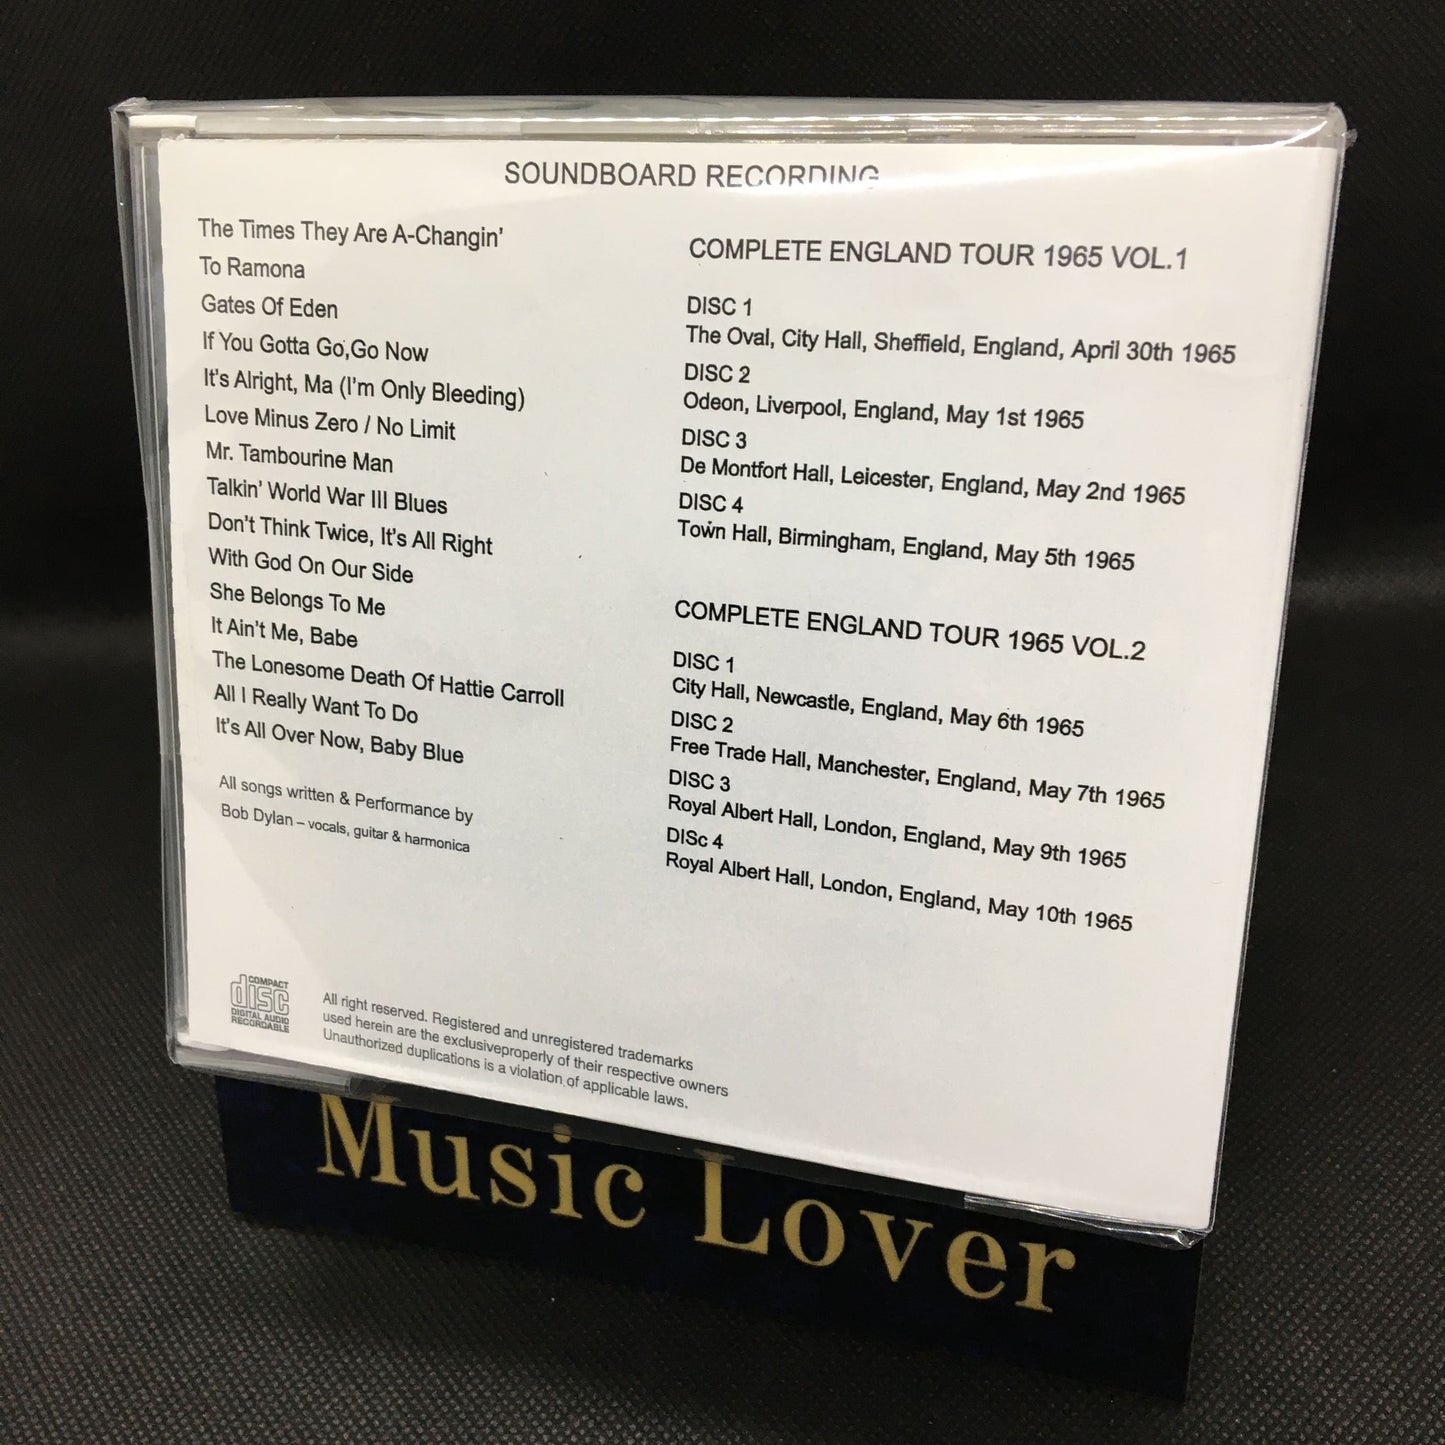 SOUNDBOARD RECORDING
The Times They Are A-Changin'
To Ramona
Gates Of Eden
If You Gotta Go,Go Now
It's Alright, Ma (I'm Only Bleeding)
Love Minus Zero / No Limit
Mr. Tambourine Man
Talkin' World War III Blues
Don't Think Twice, It's All Right
With God On Our Side
She Belongs To Me
It Ain't Me, Babe
The Lonesome Death Of Hattie Carroll
All I Really Want To Do
It's All Over Now, Baby Blue
All songs written & Performance by
Bob Dylan – vocals, guitar & harmonica
COMPLETE ENGLAND TOUR 1965 VOL.1
DISC 1
The Oval, City Hall, Sheffield, England, April 30th 1965
DISC 2
Odeon, Liverpool, England, May 1st 1965
DISC 3
De Montfort Hall, Leicester, England, May 2nd 1965
DISC 4
Town Hall, Birmingham, England, May 5th 1965
COMPLETE ENGLAND TOUR 1965 VOL.2
DISC 1
City Hall, Newcastle, England, May 6th 1965
DISC 2
Free Trade Hall, Manchester, England, May 7th 1965
DISC 3
Royal Albert Hall, London, England, May 9th 1965
DISc 4
Royal Albert Hall, London, England, May 10th 1965
COMPACT
disc
DIGITAL AUDIO
RECORDABLE
All right reserved. Registered and unregistered trademarks
used herein are the exclusiveproperly of their respective owners
Unauthorized duplications is a violation of applicable laws.
Music Lover